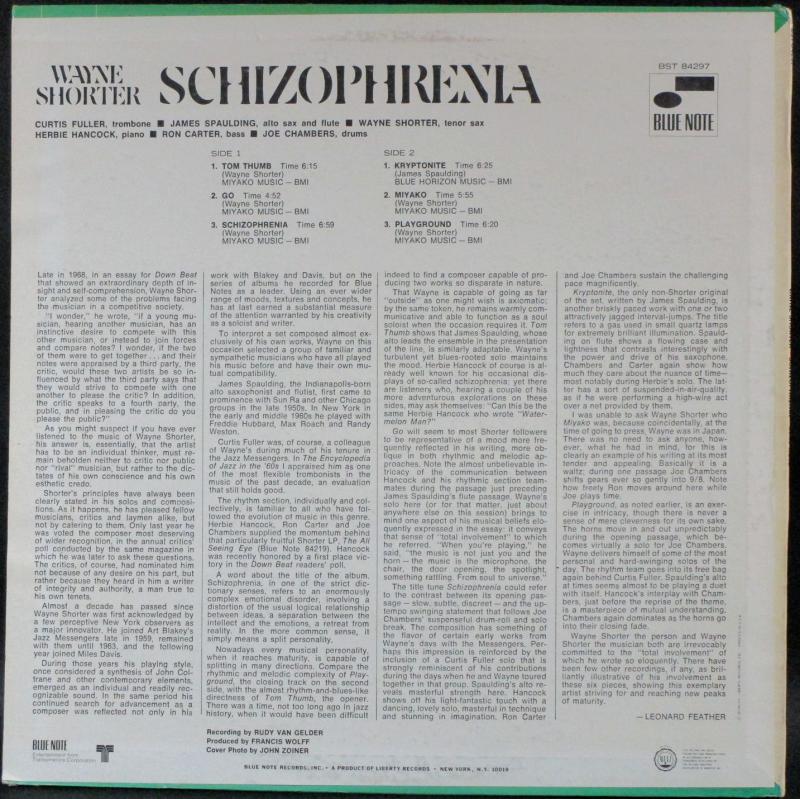 WAYNE
SHORTER SCHIZOPHRENIA
BST 84297
BLUE NOTE
CURTIS FULLER, trombone ■ JAMES SPAULDING, alto sax and flute ■ WAYNE SHORTER, tenor sax
HERBIE HANCOCK, piano ■ RON CARTER, bass ■ JOE CHAMBERS, drums
SIDE 1
1. TOM THUMB Time 6:15
(Wayne Shorter)
MIYAKO MUSIC – BMI
2. GO Time 4:52
(Wayne Shorter)
MIYAKO MUSIC – BMI
3. SCHIZOPHRENIA Time 6:59
(Wayne Shorter)
MIYAKO MUSIC – BMI
SIDE 2
1. KRYPTONITE Time 6:25
(James Spaulding)
BLUE HORIZON MUSIC – BMI
2. MIYAKO Time 5:55
(Wayne Shorter)
MIYAKO MUSIC – BMI
3. PLAYGROUND Time 6:20
(Wayne Shorter)
MIYAKO MUSIC – BMI
Late in 1968, in an essay for Down Beat
that showed an extraordinary depth of in-
sight and self-comprehension, Wayne Shor-
ter analyzed some of the problems facing
the musician in a competitive society.
"I wonder," he wrote, "if a young mu-
sician, hearing another musician, has an
instinctive desire to compete with this
other musician, or instead to join forces
and compare notes? I wonder, if the two
of them were to get together . . . and their
notes were appraised by a third party, the
critic, would these two artists be so in-
fluenced by what the third party says that
they would strive to compete with one
another to please the critic? In addition,
the critic speaks to a fourth party, the
public, and in pleasing the critic do you
please the public?"
As you might suspect if you have ever
listened to the music of Wayne Shorter,
his answer is, essentially, that the artist
has to be an individual thinker, must re-
main beholden neither to critic nor public
nor "rival" musician, but rather to the dic-
tates of his own conscience and his own
esthetic credo.
Shorter's principles have always been
clearly stated in his solos and composi-
tions. As it happens, he has pleased fellow
musicians, critics and laymen alike, but
not by catering to them. Only last year he
was voted the composer most deserving
of wider recognition, in the annual critics'
poll conducted by the same magazine in
which he was later to ask these questions.
The critics, of course, had nominated him
not because of any desire on his part, but
rather because they heard in him a writer
of integrity and authority, a man true to
his own tenets.
Almost a decade has passed since
Wayne Shorter was first acknowledged by
a few perceptive New York observers as
a major innovator. He joined Art Blakey's
Jazz Messengers late in 1959, remained
with them until 1963, and the following
year joined Miles Davis.
During those years his playing style,
once considered a synthesis of John Col-
trane and other contemporary elements,
emerged as an individual and readily rec-
ognizable sound. In the same period his
continued search for advancement as a
composer was reflected not only in his
work with Blakey and Davis, but on the
series of albums he recorded for Blue
Note as a leader. Using an ever wider
range of moods, textures and concepts, he
has at last earned a substantial measure
of the attention warranted by his creativity
as a soloist and writer.
To interpret a set composed almost ex-
clusively of his own works, Wayne on this
occasion selected a group of familiar and
sympathetic musicians who have all played
his music before and have their own mu-
tual compatibility.
James Spaulding, the Indianapolis-born
alto saxophonist and flutist, first came to
prominence with Sun Ra and other Chicago
groups in the late 1950s. In New York in
the early and middle 1960s he played with
Freddie Hubbard, Max Roach and Randy
Weston.
Curtis Fuller was, of course, a colleague
of Wayne's during much of his tenure in
the Jazz Messengers. In The Encyclopedia
of Jazz in the '60s I appraised him as one
of the most flexible trombonists in the
music of the past decade, an evaluation
that still holds good.
The rhythm section, individually and col-
lectively, is familiar to all who have fol-
lowed the evolution of music in this genre.
Herbie Hancock, Ron Carter and Joe
Chambers supplied the momentum behind
that particularly fruitful Shorter LP, The All
Seeing Eye (Blue Note 84219). Hancock
was recently honored by a first place vic-
tory in the Down Beat readers' poll.
A word about the title of the album.
Schizophrenia, in one of the strict dic-
tionary senses, refers to an enormously
complex emotional disorder, involving a
distortion of the usual logical relationship
between ideas, a separation between the
intellect and the emotions, a retreat from
reality. In the more common sense, it
simply means a split personality.
Nowadays every musical personality,
when it reaches maturity, is capable of
splitting in many directions. Compare the
rhythmic and melodic complexity of Play-
ground, the closing track on the second
side, with the almost rhythm-and-blues-like
directness of Tom Thumb, the opener.
There was a time, not too long ago in jazz
history, when it would have been difficult
indeed to find a composer capable of pro-
ducing two works so disparate in nature.
That Wayne is capable of going as far
"outside" as one might wish is axiomatic;
by the same token, he remains warmly com-
municative and able to function as a soul
soloist when the occasion requires it. Tom
Thumb shows that James Spaulding, whose
alto leads the ensemble in the presentation
of the line, is similarly adaptable. Wayne's
turbulent yet blues-rooted solo maintains
the mood. Herbie Hancock of course is al-
ready well known for his occasional dis-
plays of so-called schizophrenia; yet there
are listeners who, hearing a couple of his
more adventurous explorations on these
sides, may ask themselves: "Can this be the
same Herbie Hancock who wrote "Water-
melon Man?"
Go will seem to most Shorter followers
to be representative of a mood more fre-
quently reflected in his writing, more ob-
lique in both rhythmic and melodic ap-
proaches. Note the almost unbelievable in-
tricacy of the communication between
Hancock and his rhythmic section team-
mates during the passage just preceding
James Spaulding's flute passage. Wayne's
solo here (or for that matter, just about
anywhere else on this session) brings to
mind one aspect of his musical beliefs elo-
quently expressed in the essay: it conveys
that sense of "total involvement" to which
he referred. "When you're playing," he
said, "the music is not just you and the
horn – the music is the microphone, the
chair, the door opening, the spotlight,
something rattling. From soul to universe."
The title tune Schizophrenia could refer
to the contrast between its opening pas-
sage – slow, subtle, discreet – and the up-
tempo swinging statement that follows Joe
Chambers' suspenseful drum-roll and solo
break. The composition has something of
the flavor of certain early works from
Wayne's days with the Messengers. Per-
haps this impression is reinforced by the
inclusion of a Curtis Fuller solo that is
strongly reminiscent of his contributions
during the days when he and Wayne toured
together in that group. Spaulding's alto re-
veals masterful strength here. Hancock
shows off his light-fantastic touch with a
dancing, lovely solo, masterful in technique
and stunning in imagination. Ron Carter
and Joe Chambers sustain the challenging
pace magnificently.
Kryptonite, the only non-Shorter original
of the set, written by James Spaulding, is
another briskly paced work with one or two
attractively jagged interval-jumps. The title
refers to a gas used in small quartz lamps
for extremely brilliant illumination. Spauld-
ing on flute shows a flowing case and
lightness that contrasts interestingly with
the power and drive of his saxophone.
Chambers and Carter again show how
much they care about the nuance of time—
most notably during Herbie's solo. The lat-
ter has a sort of suspended-in-air-quality,
as if he were performing a high-wire act
over a net provided by them.
I was unable to ask Wayne Shorter who
Miyako was, because coincidentally, at the
time of going to press, Wayne was in Japan.
There was no need to ask anyone, how-
ever, what he had in mind, for this is
clearly an example of his writing at its most
tender and appealing. Basically it is a
waltz; during one passage Joe Chambers
shifts gears ever so gently into 9/8. Note
how freely Ron moves around here while
Joe plays time.
Playground, as noted earlier, is an exer-
cise in intricacy, though there is never a
sense of mere cleverness for its own sake.
The horns move in and out unpredictably
during the opening passage, which be-
comes virtually a solo for Joe Chambers.
Wayne delivers himself of some of the most
personal and hard-swinging solos of the
day. The rhythm team goes into its free bag
again behind Curtis Fuller. Spaulding's alto
at times seems almost to be playing a duet
with itself. Hancock's interplay with Cham-
bers, just before the reprise of the theme,
is a masterpiece of mutual understanding.
Chambers again dominates as the horns go
into their closing fade.
Wayne Shorter the person and Wayne
Shorter the musician both are irrevocably
committed to the "total involvement" of
which he wrote so eloquently. There have
been few other recordings, if any, as bril-
liantly illustrative of his involvement as
these six pieces, showing this exemplary
artist striving for and reaching new peaks
of maturity.
—LEONARD FEATHER
Recording by RUDY VAN GELDER
Produced by FRANCIS WOLFF
Cover Photo by JOHN ZOINER
BLUE NOTE
Entertainment from
Transamerica Corporation
BLUE NOTE RECORDS, INC. • A PRODUCT OF LIBERTY RECORDS • NEW YORK, N.Y. 10019